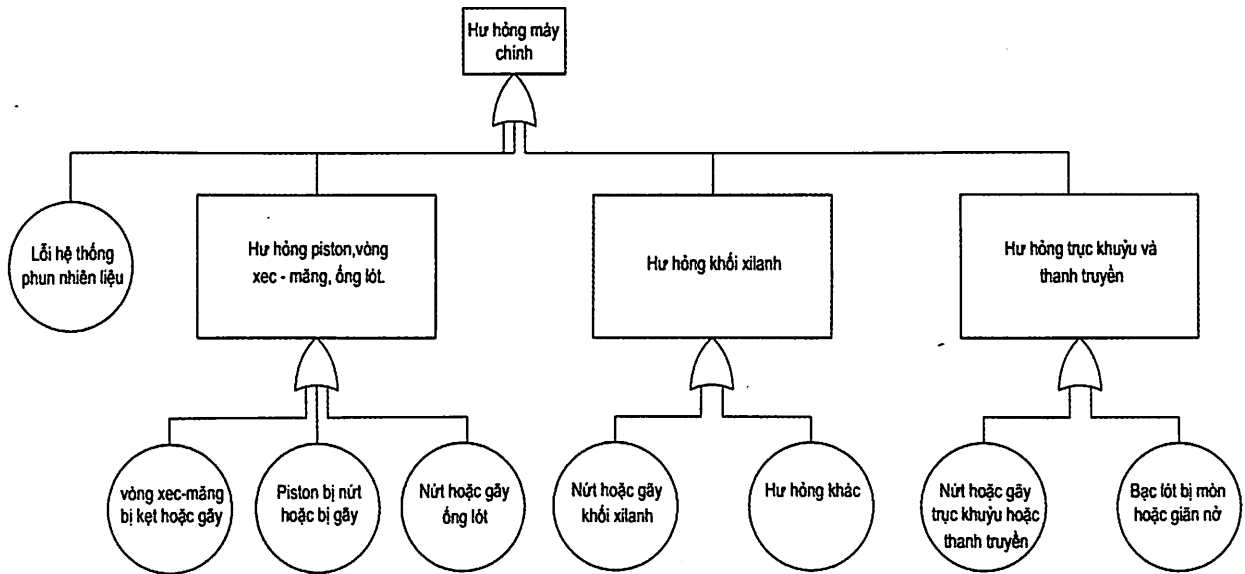 Hư hỏng máy
chính
Lỗi hệ thống
phun nhiên liệu
Hư hỏng piston,vòng
xec - măng, ống lót.
Hư hỏng khối xilanh
Hư hỏng trục khuỷu và
thanh truyền
vòng xec-măng
bị kẹt hoặc gãy
Piston bị nứt
hoặc bị gãy
Nứt hoặc gãy
ống lót
Nứt hoặc gãy
khối xilanh
Hư hỏng khác
Nứt hoặc gãy
trục khuỷu hoặc
thanh truyền
Bạc lót bị mòn
hoặc giãn nở